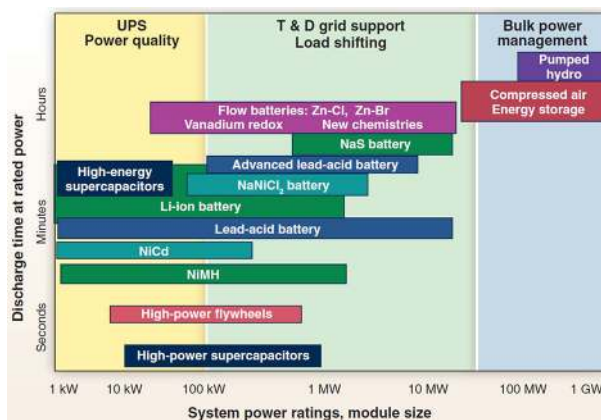 UPS
Power quality
T & D grid support
Load shifting
Bulk power
management
Pumped
hydro
Compressed air
Energy storage
Flow batteries: Zn-Cl, Zn-Br
Vanadium redox New chemistries
NaS battery
Advanced lead-acid battery
High-energy
supercapacitors
NaNiCl₂ battery
Li-ion battery
Lead-acid battery
NiCd
NiMH
High-power flywheels
High-power supercapacitors
Discharge time at rated power
Hours
Minutes
Seconds
1 kW 10 kW 100 kW 1 MW 10 MW 100 MW 1 GW
System power ratings, module size